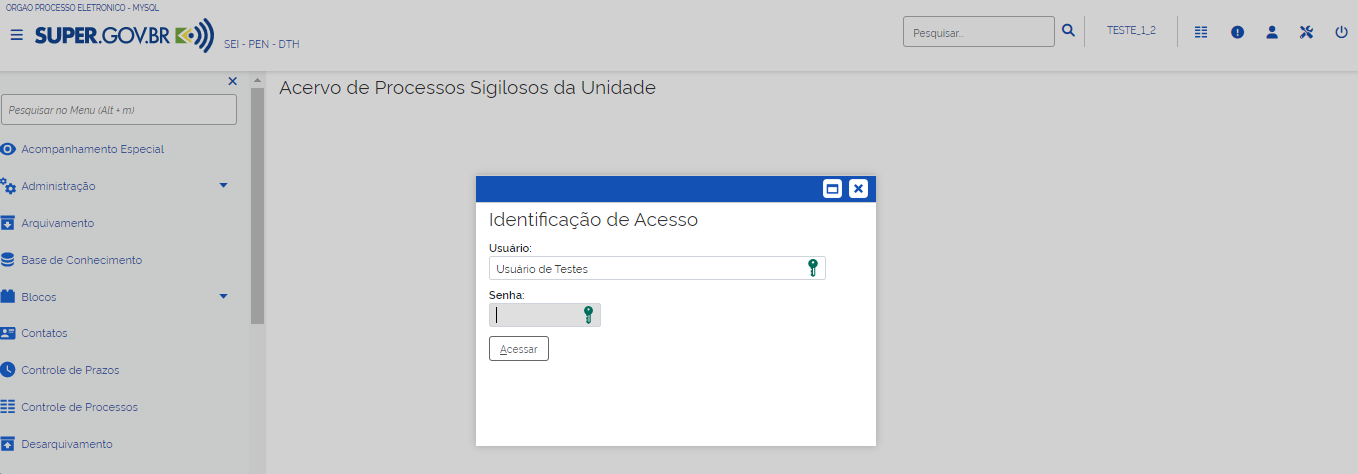 ORGAO PROCESSO ELETRONICO - MYSQL
SUPER.GOV.BR
SEI - PEN - DTH
Pesquisar...
TESTE_1_2
Pesquisar no Menu (Alt + m)
Acompanhamento Especial
Administração
Arquivamento
Base de Conhecimento
Blocos
Contatos
Controle de Prazos
Controle de Processos
Desarquivamento
Acervo de Processos Sigilosos da Unidade
Identificação de Acesso
Usuário:
Usuário de Testes
Senha:
Acessar